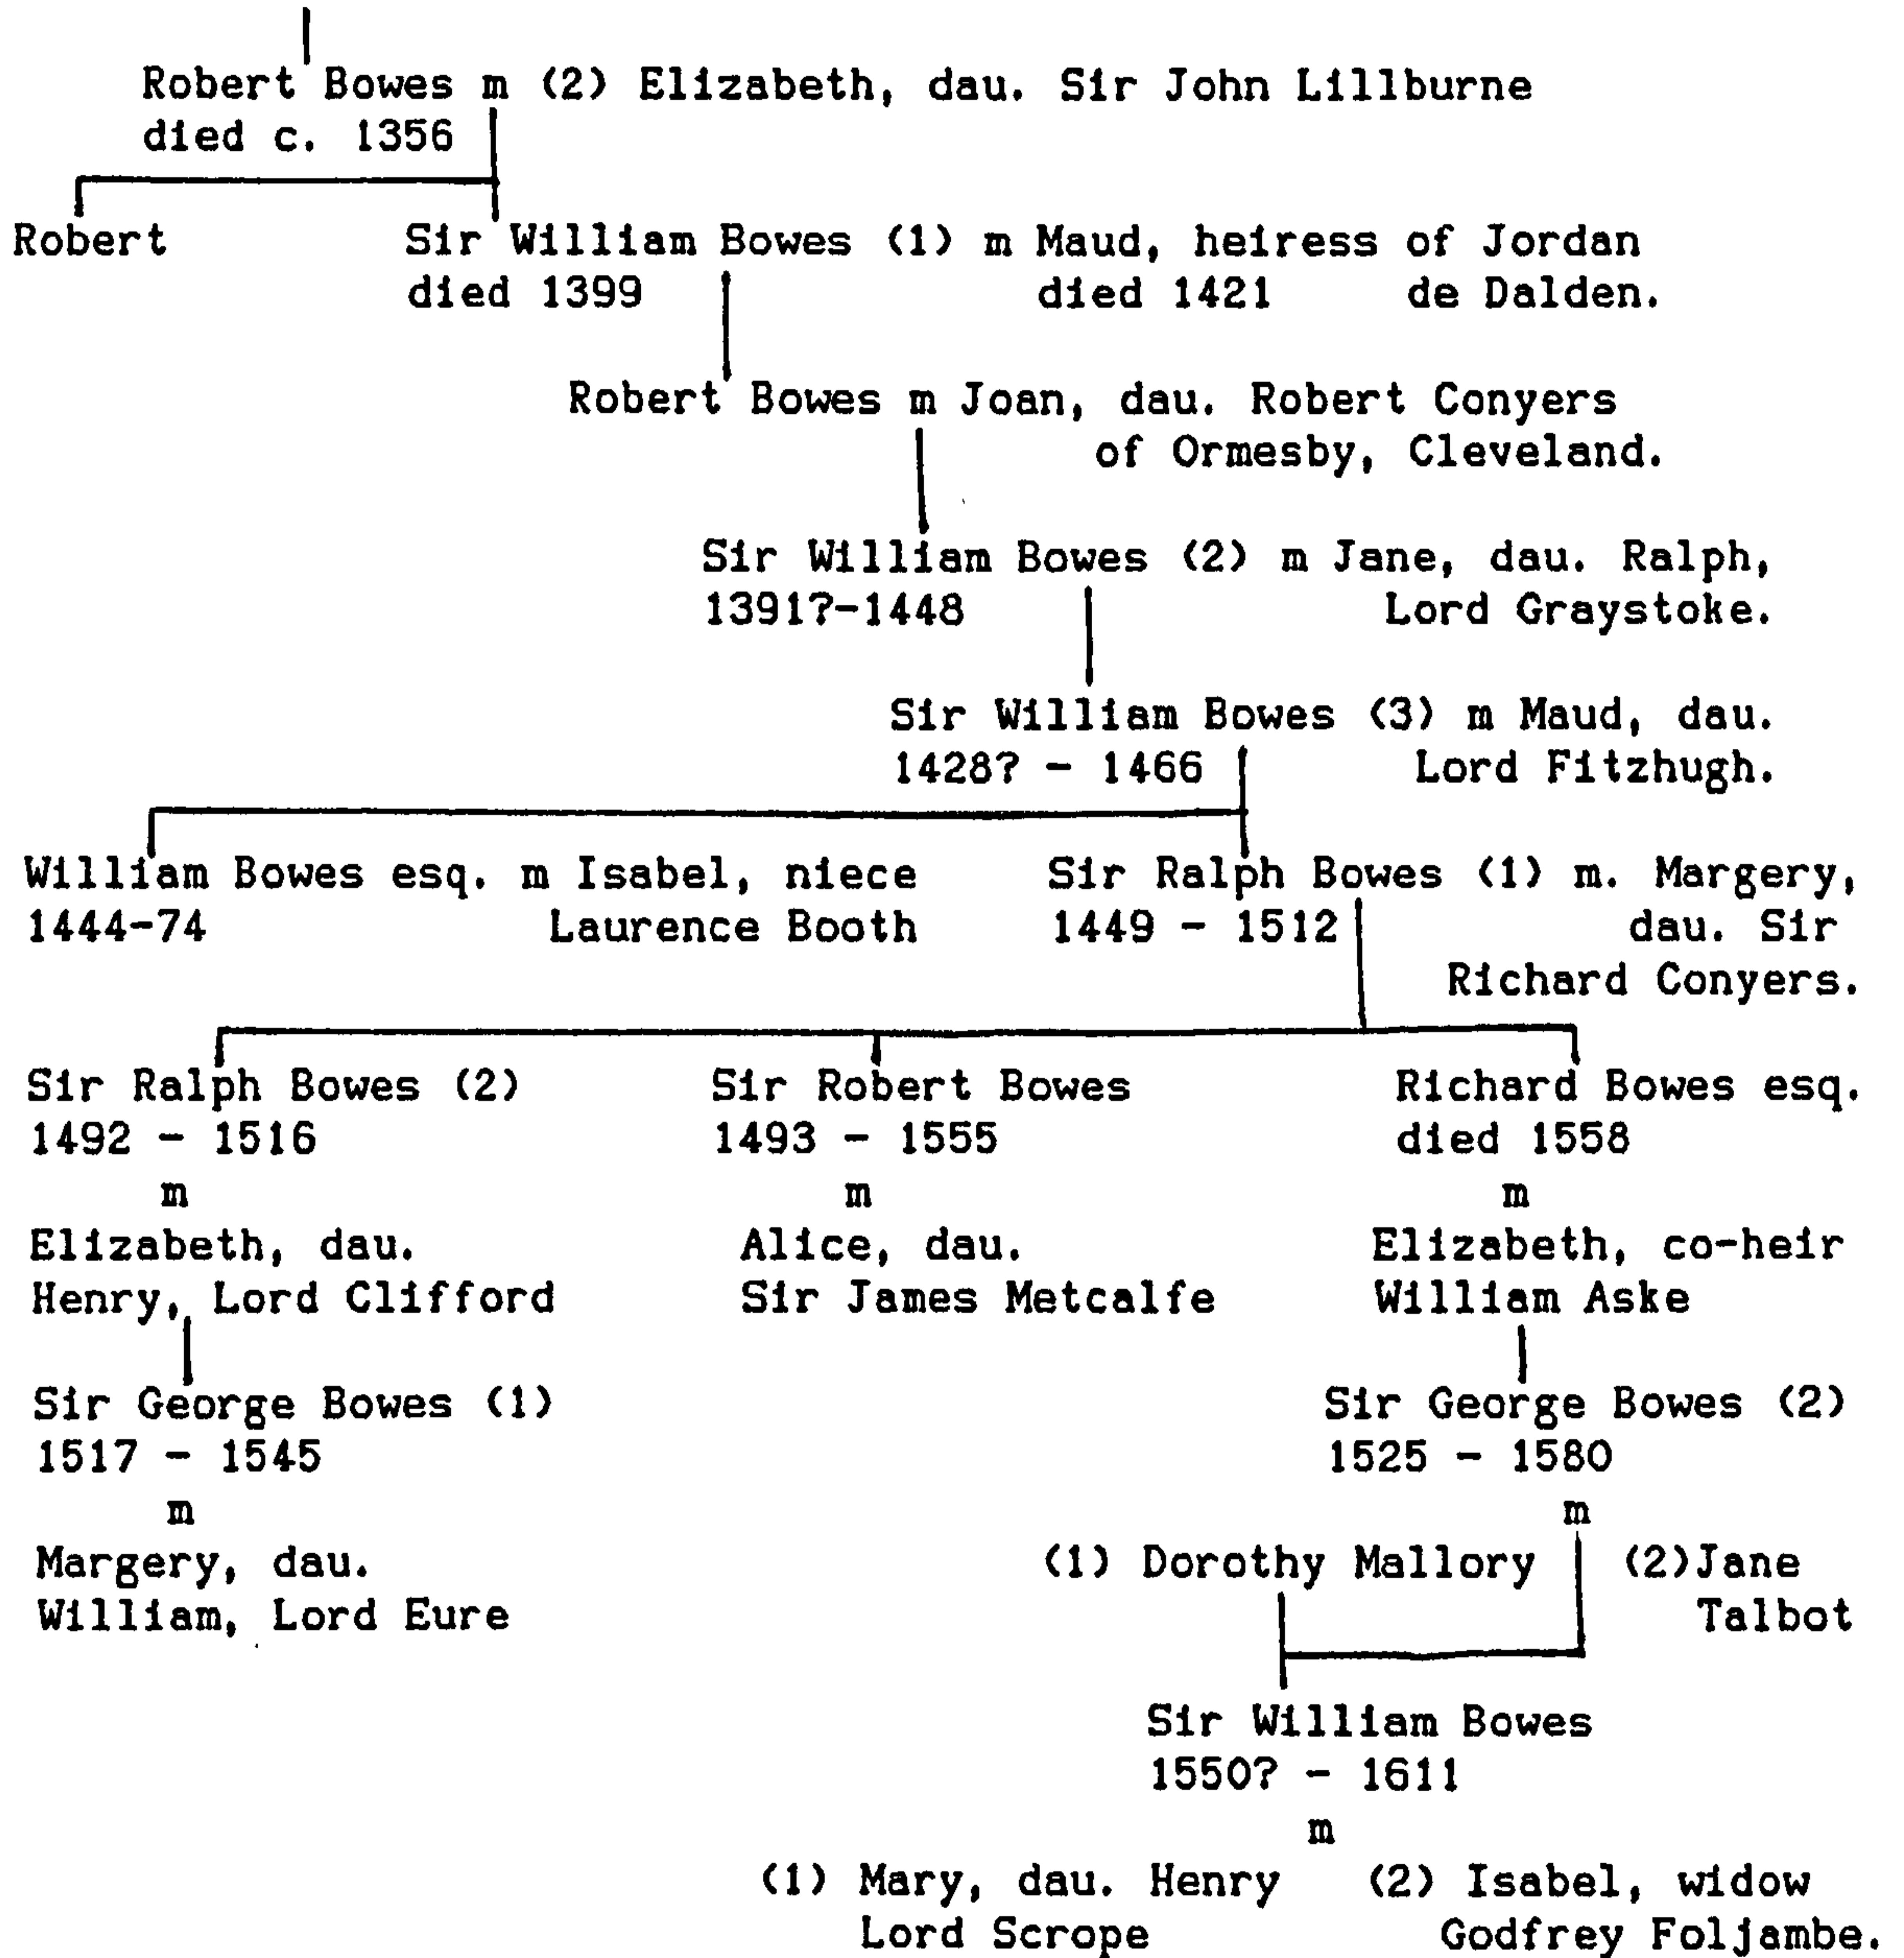 Robert Bowes m (2) Elizabeth, dau. Sir John Lillburne
died c. 1356
Robert Sir William Bowes (1) m Maud, heiress of Jordan
died 1399 died 1421 de Dalden.
Robert Bowes m Joan, dau. Robert Conyers
of Ormesby, Cleveland.
Sir William Bowes (2) m Jane, dau. Ralph,
1391?-1448 Lord Graystoke.
Sir William Bowes (3) m Maud, dau.
1428? - 1466 Lord Fitzhugh.
William Bowes esq. m Isabel, niece Sir Ralph Bowes (1) m. Margery,
1444-74 Laurence Booth 1449 - 1512 dau. Sir
Richard Conyers.
Sir Ralph Bowes (2) Sir Robert Bowes Richard Bowes esq.
1492 - 1516 1493 - 1555 died 1558
m m m
Elizabeth, dau. Alice, dau. Elizabeth, co-heir
Henry, Lord Clifford Sir James Metcalfe William Aske
Sir George Bowes (1) Sir George Bowes (2)
1517 - 1545 1525 - 1580
m m
Margery, dau. (1) Dorothy Mallory (2)Jane
William, Lord Eure Talbot
Sir William Bowes
1550? - 1611
m
(1) Mary, dau. Henry (2) Isabel, widow
Lord Scrope Godfrey Foljambe.